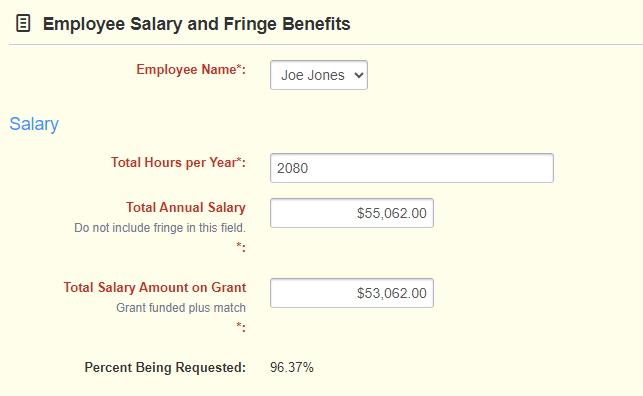 Employee Salary and Fringe Benefits
Employee Name*: Joe Jones
Salary
Total Hours per Year*: 2080
Total Annual Salary $55,062.00
Do not include fringe in this field.
*:
Total Salary Amount on Grant $53,062.00
Grant funded plus match
*:
Percent Being Requested: 96.37%